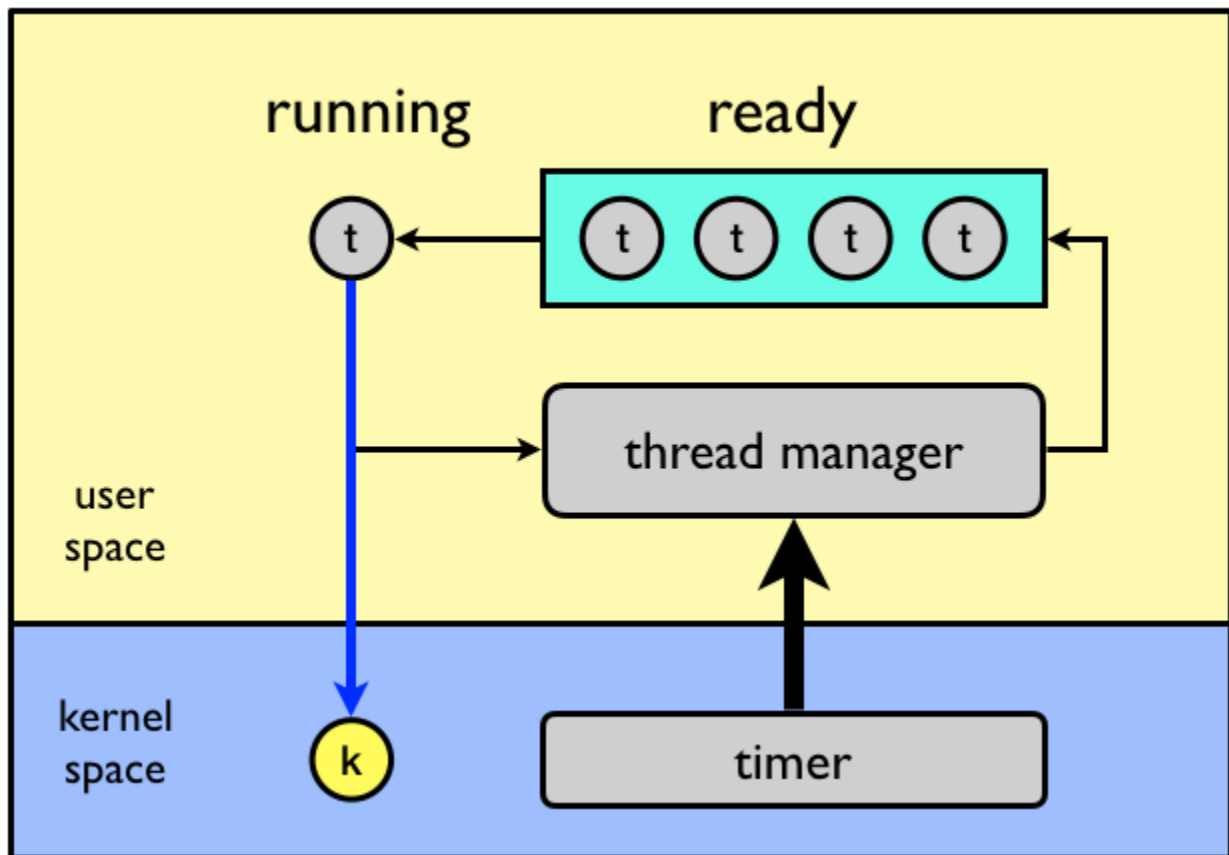 running
ready
t
t
t
t
t
thread manager
user
space
kernel
space
k
timer